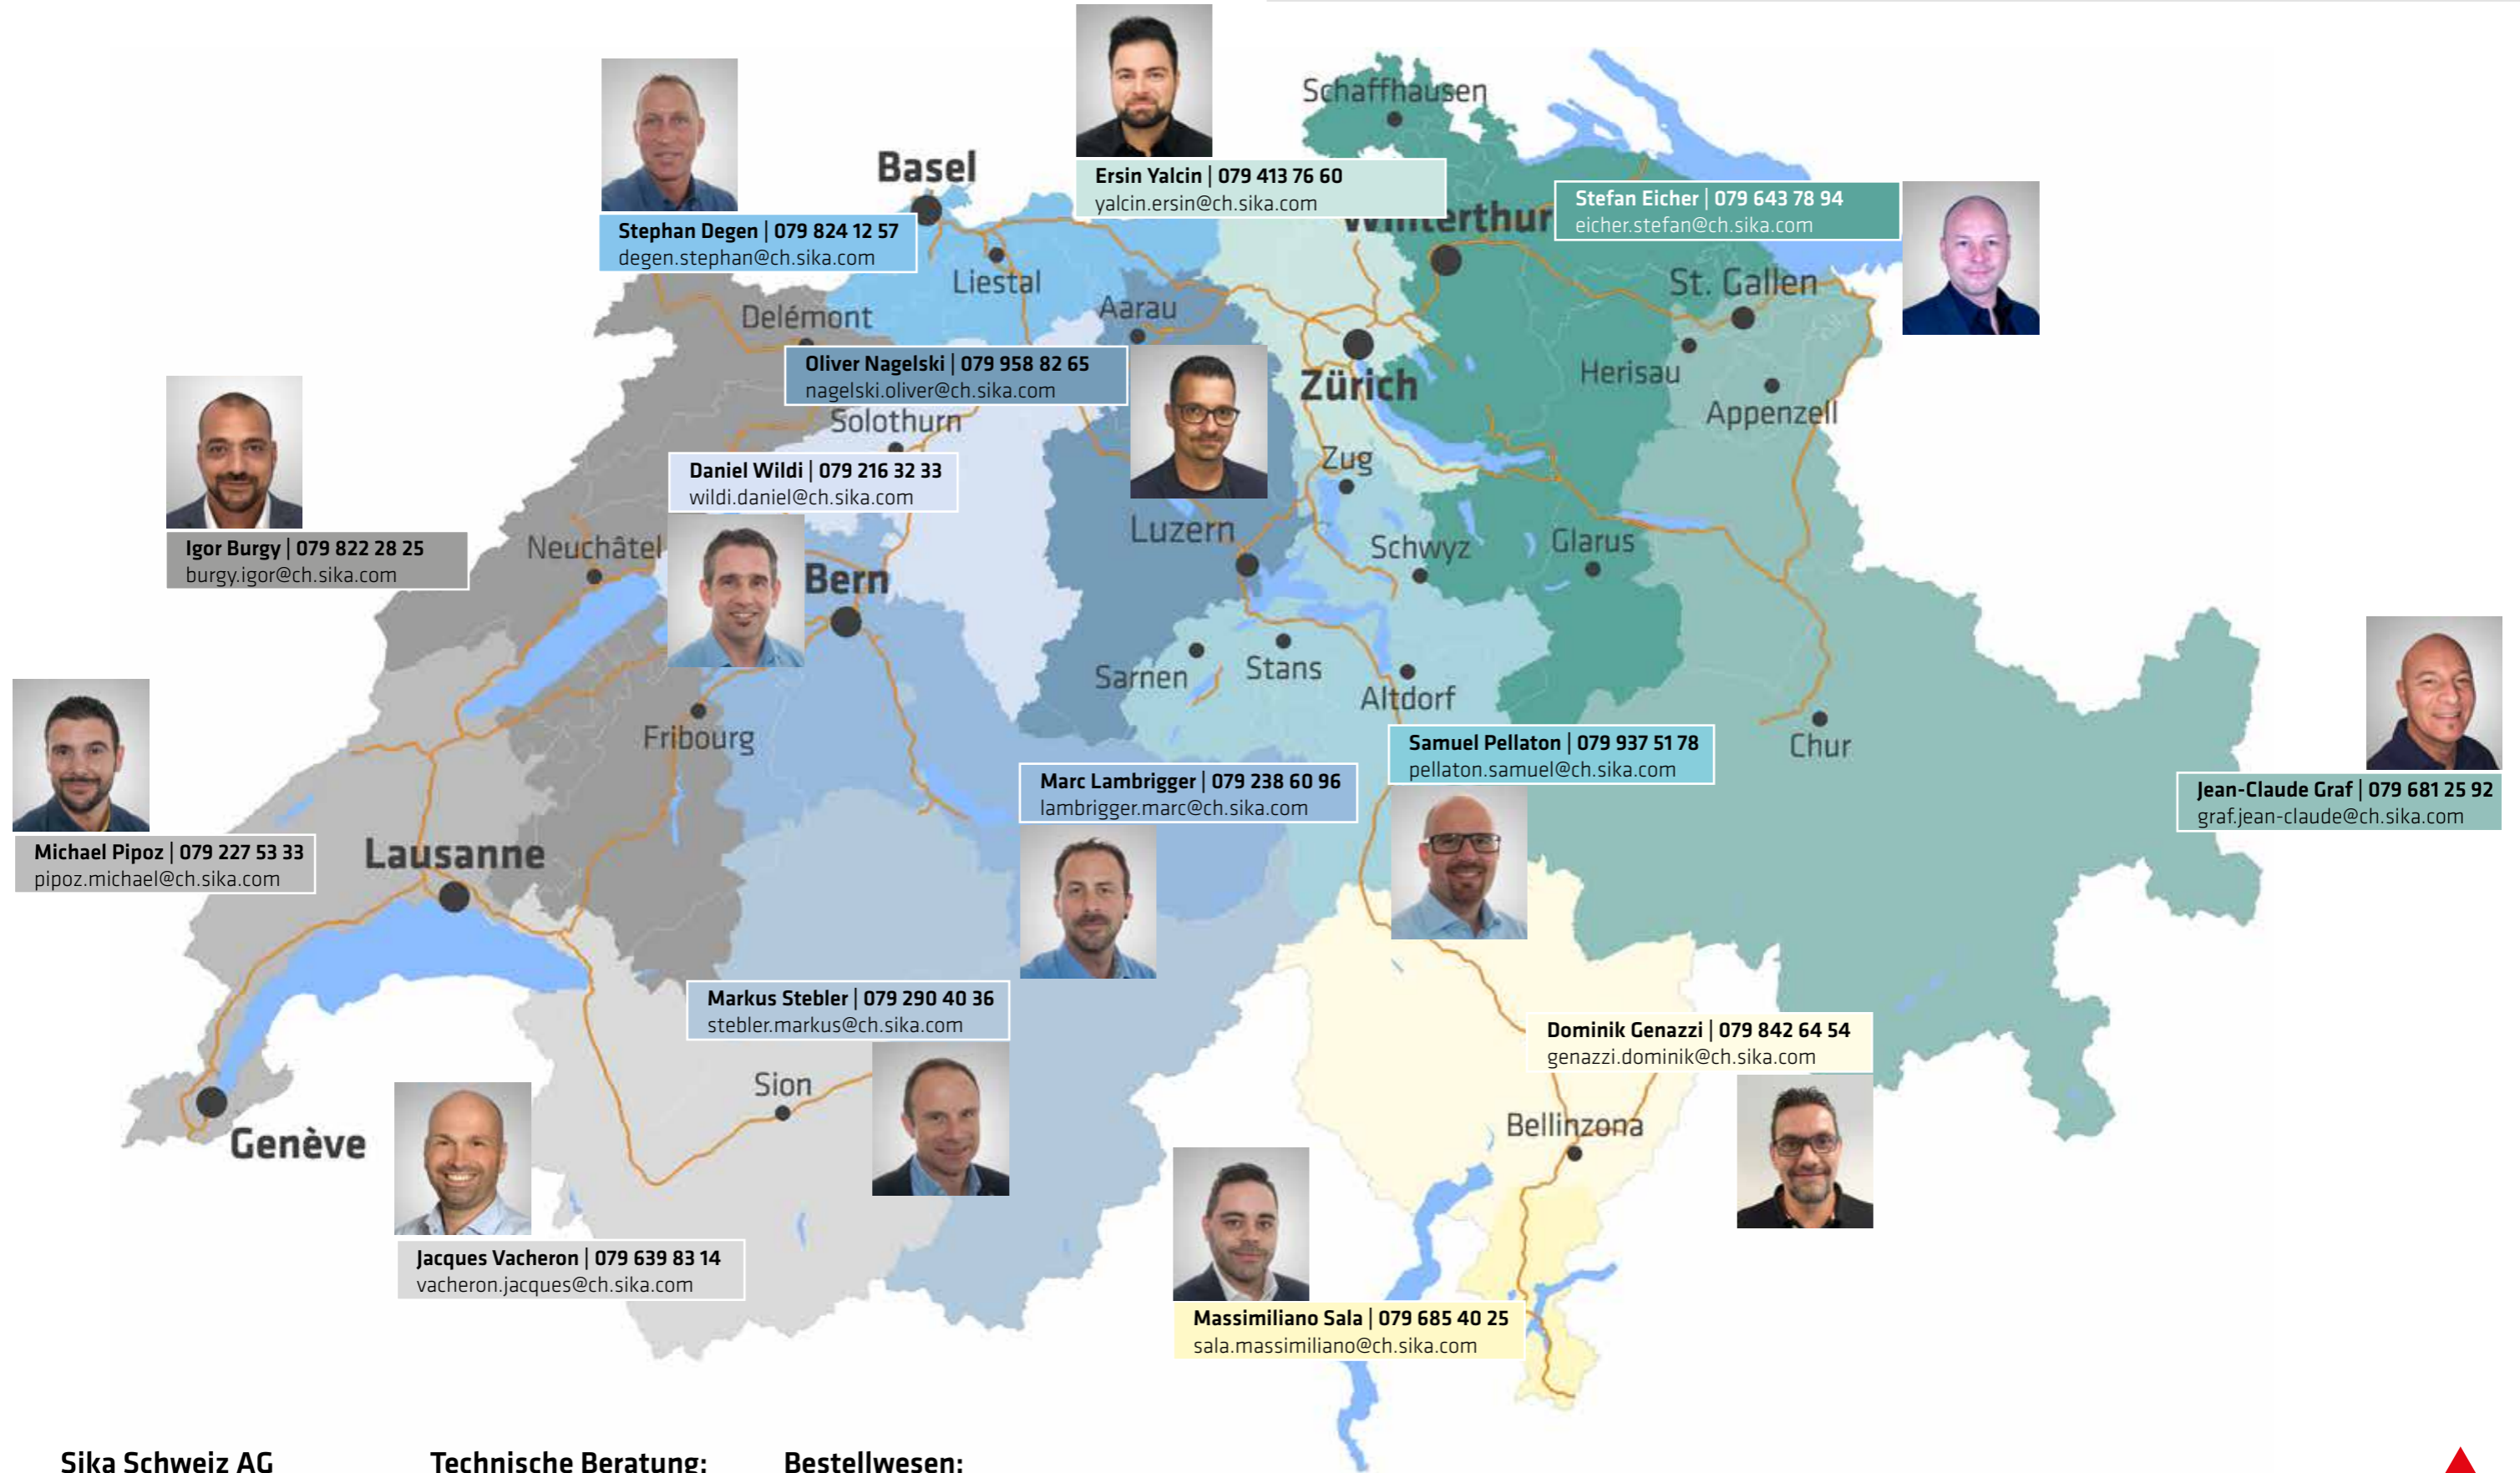 Schaffhausen
Basel
Ersin Yalcin | 079 413 76 60
yalcin.ersin@ch.sika.com
Stefan Eicher | 079 643 78 94
eicher.stefan@ch.sika.com
Winterthur
Stephan Degen | 079 824 12 57
degen.stephan@ch.sika.com
Liestal
St. Gallen
Delémont
Aarau
Oliver Nagelski | 079 958 82 65
nagelski.oliver@ch.sika.com
Zürich
Herisau
Appenzell
Solothurn
Zug
Daniel Wildi | 079 216 32 33
wildi.daniel@ch.sika.com
Igor Burgy | 079 822 28 25
burgy.igor@ch.sika.com
Neuchâtel
Bern
Luzern
Schwyz
Glarus
Sarnen
Stans
Altdorf
Fribourg
Chur
Samuel Pellaton | 079 937 51 78
pellaton.samuel@ch.sika.com
Marc Lambrigger | 079 238 60 96
lambrigger.marc@ch.sika.com
Jean-Claude Graf | 079 681 25 92
graf.jean-claude@ch.sika.com
Michael Pipoz | 079 227 53 33
pipoz.michael@ch.sika.com
Lausanne
Markus Stebler | 079 290 40 36
stebler.markus@ch.sika.com
Dominik Genazzi | 079 842 64 54
genazzi.dominik@ch.sika.com
Sion
Bellinzona
Genève
Jacques Vacheron | 079 639 83 14
vacheron.jacques@ch.sika.com
Massimiliano Sala | 079 685 40 25
sala.massimiliano@ch.sika.com
Sika Schweiz AG
Technische Beratung:
Bestellwesen: